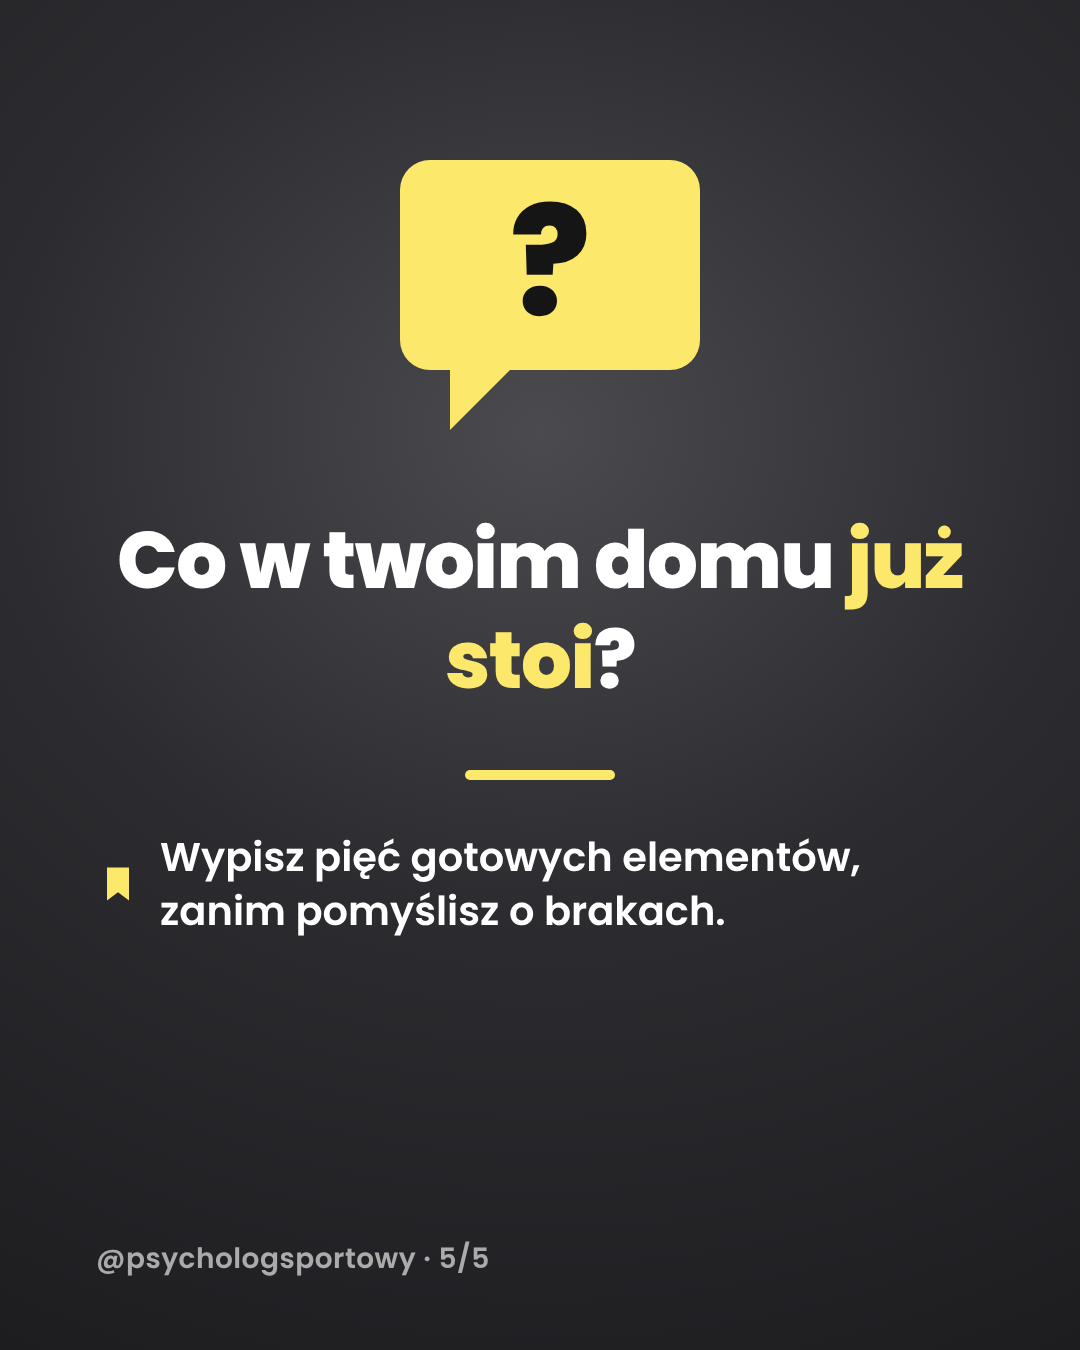 ?
Co w twoim domu już
stoi?
Wypisz pięć gotowych elementów,
zanim pomyślisz o brakach.
@psychologsportowy · 5/5